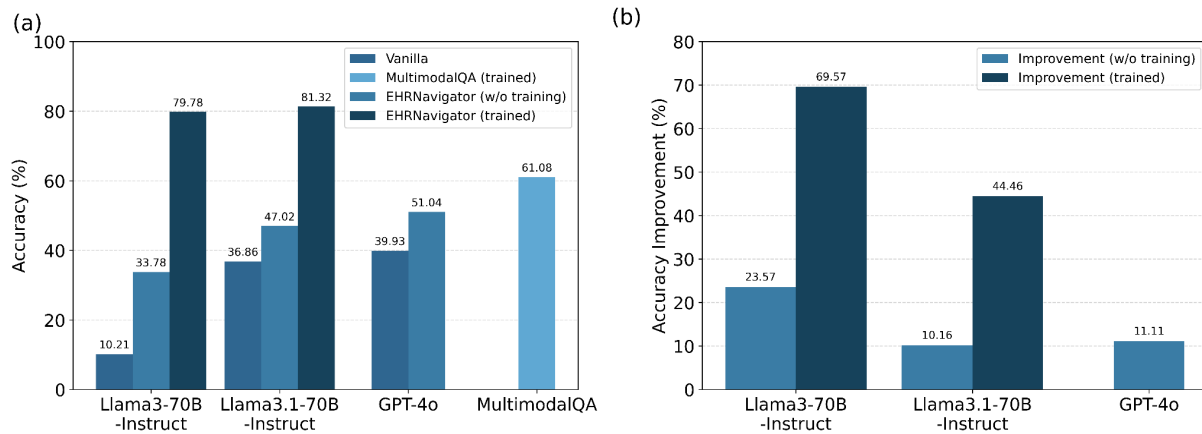 (a)
Accuracy (%)
100
80
60
40
20
0
Vanilla
MultimodalQA (trained)
EHRNavigator (w/o training)
EHRNavigator (trained)
10.21
33.78
79.78
36.86
47.02
81.32
39.93
51.04
61.08
Llama3-70B
-Instruct
Llama3.1-70B
-Instruct
GPT-4o
MultimodalQA
(b)
Accuracy Improvement (%)
80
70
60
50
40
30
20
10
0
Improvement (w/o training)
Improvement (trained)
23.57
69.57
10.16
44.46
11.11
Llama3-70B
-Instruct
Llama3.1-70B
-Instruct
GPT-4o